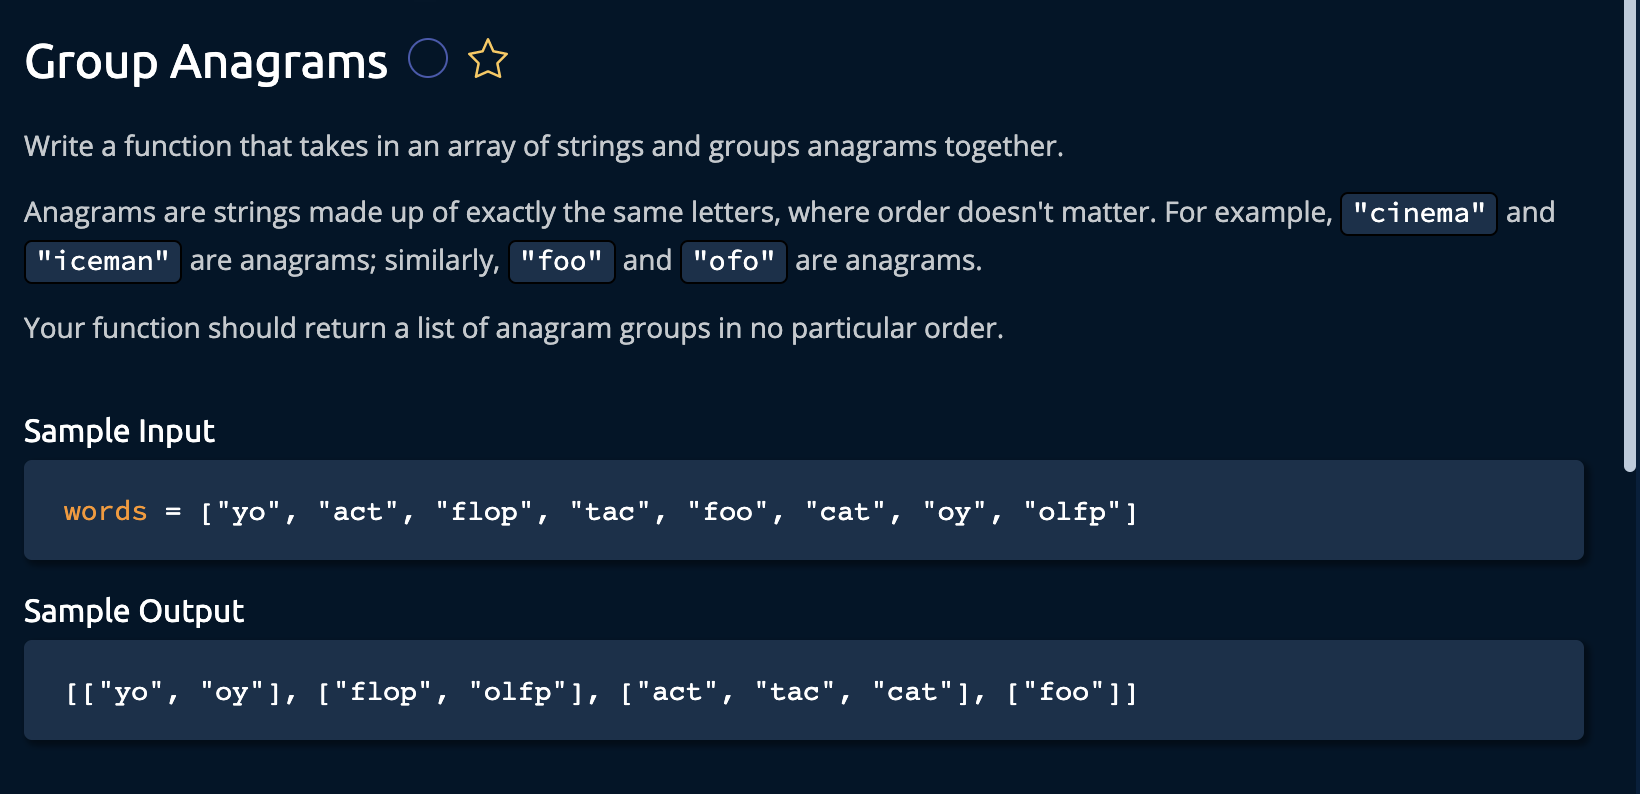 Group Anagrams
Write a function that takes in an array of strings and groups anagrams together.
Anagrams are strings made up of exactly the same letters, where order doesn't matter. For example, "cinema" and
"iceman" are anagrams; similarly, "foo" and "ofo" are anagrams.
Your function should return a list of anagram groups in no particular order.
Sample Input
words = ["yo", "act", "flop", "tac", "foo", "cat", "oy", "olfp"]
Sample Output
[["yo", "oy"], ["flop", "olfp"], ["act", "tac", "cat"], ["foo"]]